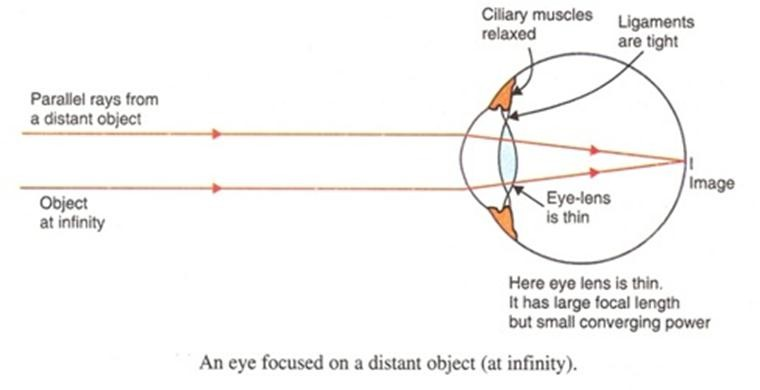 Ciliary muscles
relaxed
Ligaments
are tight
Parallel rays from
a distant object
Object
at infinity
I
Image
Eye-lens
is thin
Here eye lens is thin.
It has large focal length
but small converging power
An eye focused on a distant object (at infinity).